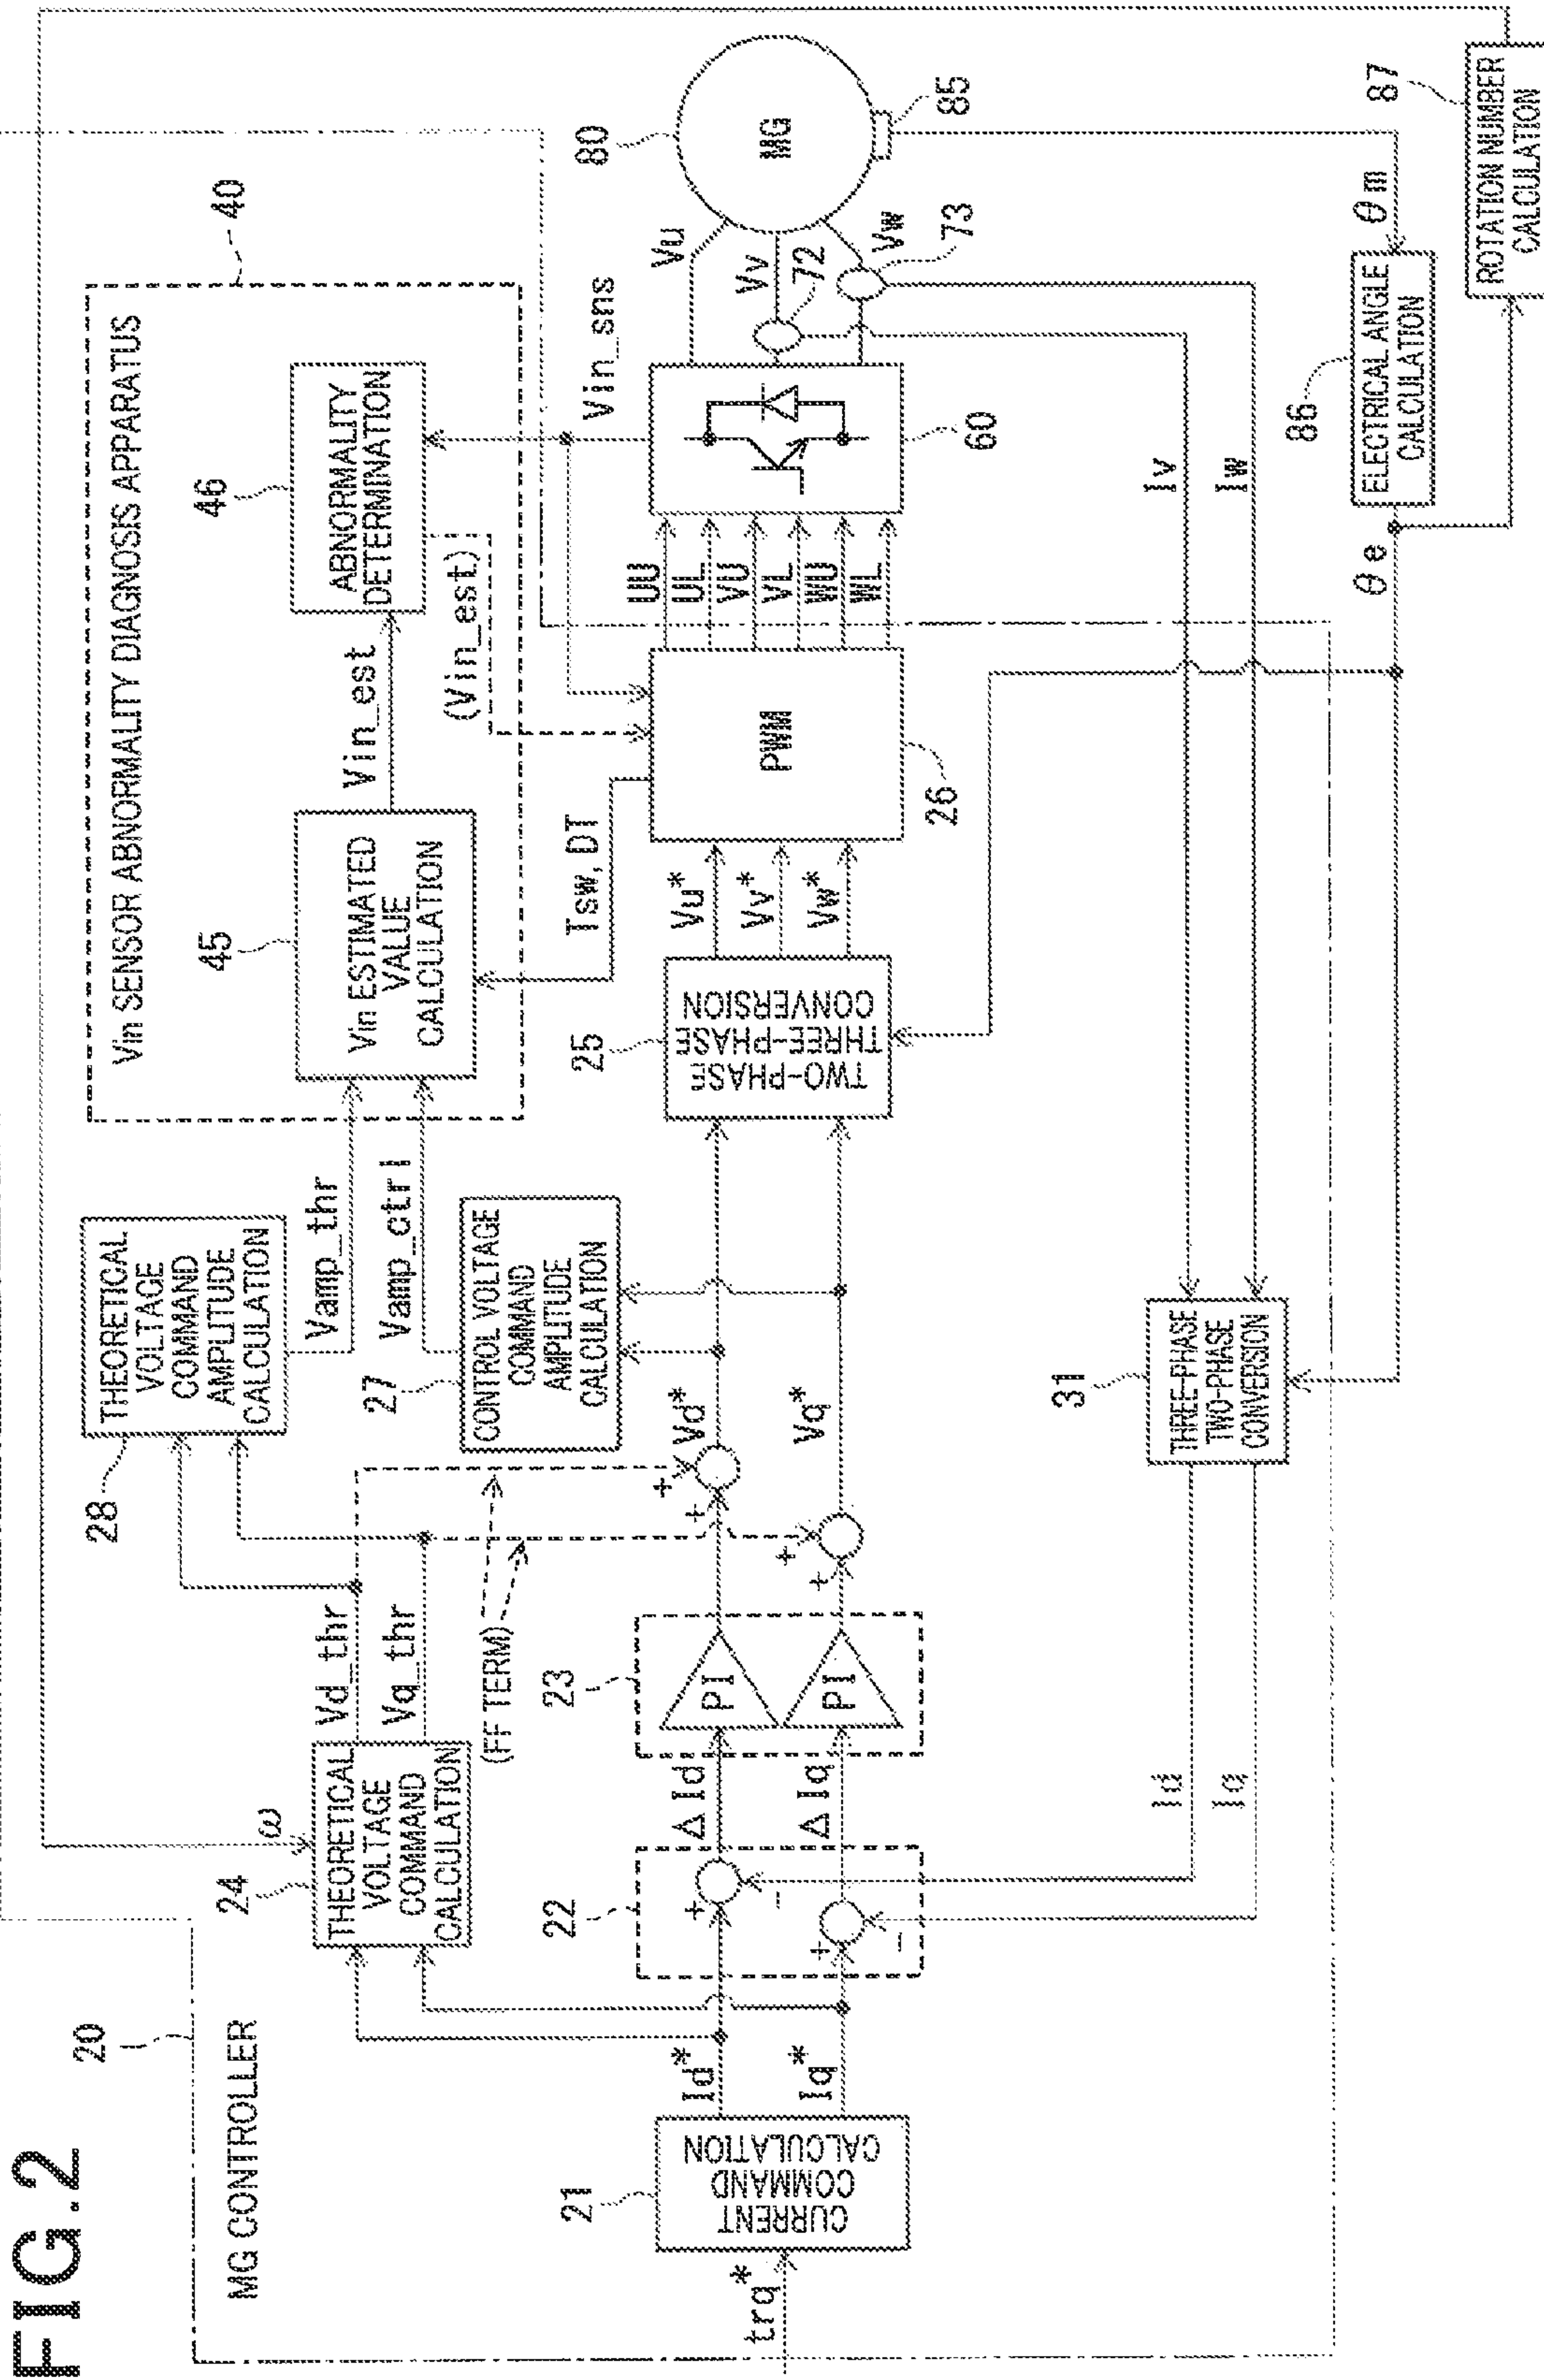 FIG.2
20
MG CONTROLLER
trq*
21
CURRENT
COMMAND
CALCULATION
Id*
Iq*
22
+
-
+
-
ΔId
ΔIq
23
PI
PI
24
THEORETICAL
VOLTAGE
COMMAND
CALCULATION
ω
Vd_thr
Vq_thr
(FF TERM)
+
+
+
+
Vd*
Vq*
28
THEORETICAL
VOLTAGE
COMMAND
AMPLITUDE
CALCULATION
27
CONTROL VOLTAGE
COMMAND
AMPLITUDE
CALCULATION
Vamp_thr
Vamp_ctrl
Vin SENSOR ABNORMALITY DIAGNOSIS APPARATUS
40
45
Vin ESTIMATED
VALUE
CALCULATION
Vin_est
46
ABNORMALITY
DETERMINATION
(Vin_est)
Tsw,DT
Vin_sns
25
TWO-PHASE
THREE-PHASE
CONVERSION
Vu*
Vv*
Vw*
PWM
26
UU
UL
VU
VL
WU
WL
60
Vu
Vv
Vw
72
73
80
MG
85
Iv
Iw
31
THREE-PHASE
TWO-PHASE
CONVERSION
Id
Iq
θm
86
ELECTRICAL ANGLE
CALCULATION
θe
87
ROTATION NUMBER
CALCULATION